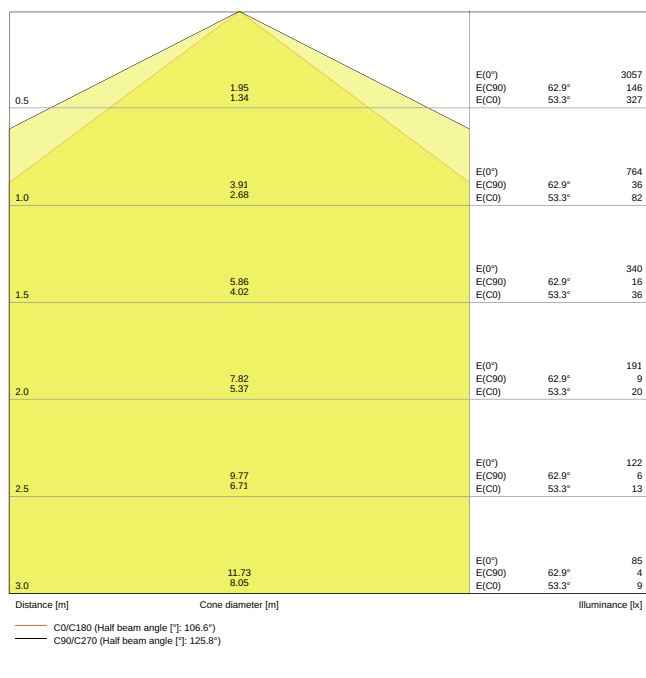 E(0°) 3057
1.95 E(C90) 62.9° 146
0.5 1.34 E(C0) 53.3° 327
E(0°) 764
3.91 E(C90) 62.9° 36
1.0 2.68 E(C0) 53.3° 82
E(0°) 340
5.86 E(C90) 62.9° 16
1.5 4.02 E(C0) 53.3° 36
E(0°) 191
7.82 E(C90) 62.9° 9
2.0 5.37 E(C0) 53.3° 20
E(0°) 122
9.77 E(C90) 62.9° 6
2.5 6.71 E(C0) 53.3° 13
E(0°) 85
11.73 E(C90) 62.9° 4
3.0 8.05 E(C0) 53.3° 9
Distance [m] Cone diameter [m] Illuminance [lx]
C0/C180 (Half beam angle [°]: 106.6°)
C90/C270 (Half beam angle [°]: 125.8°)